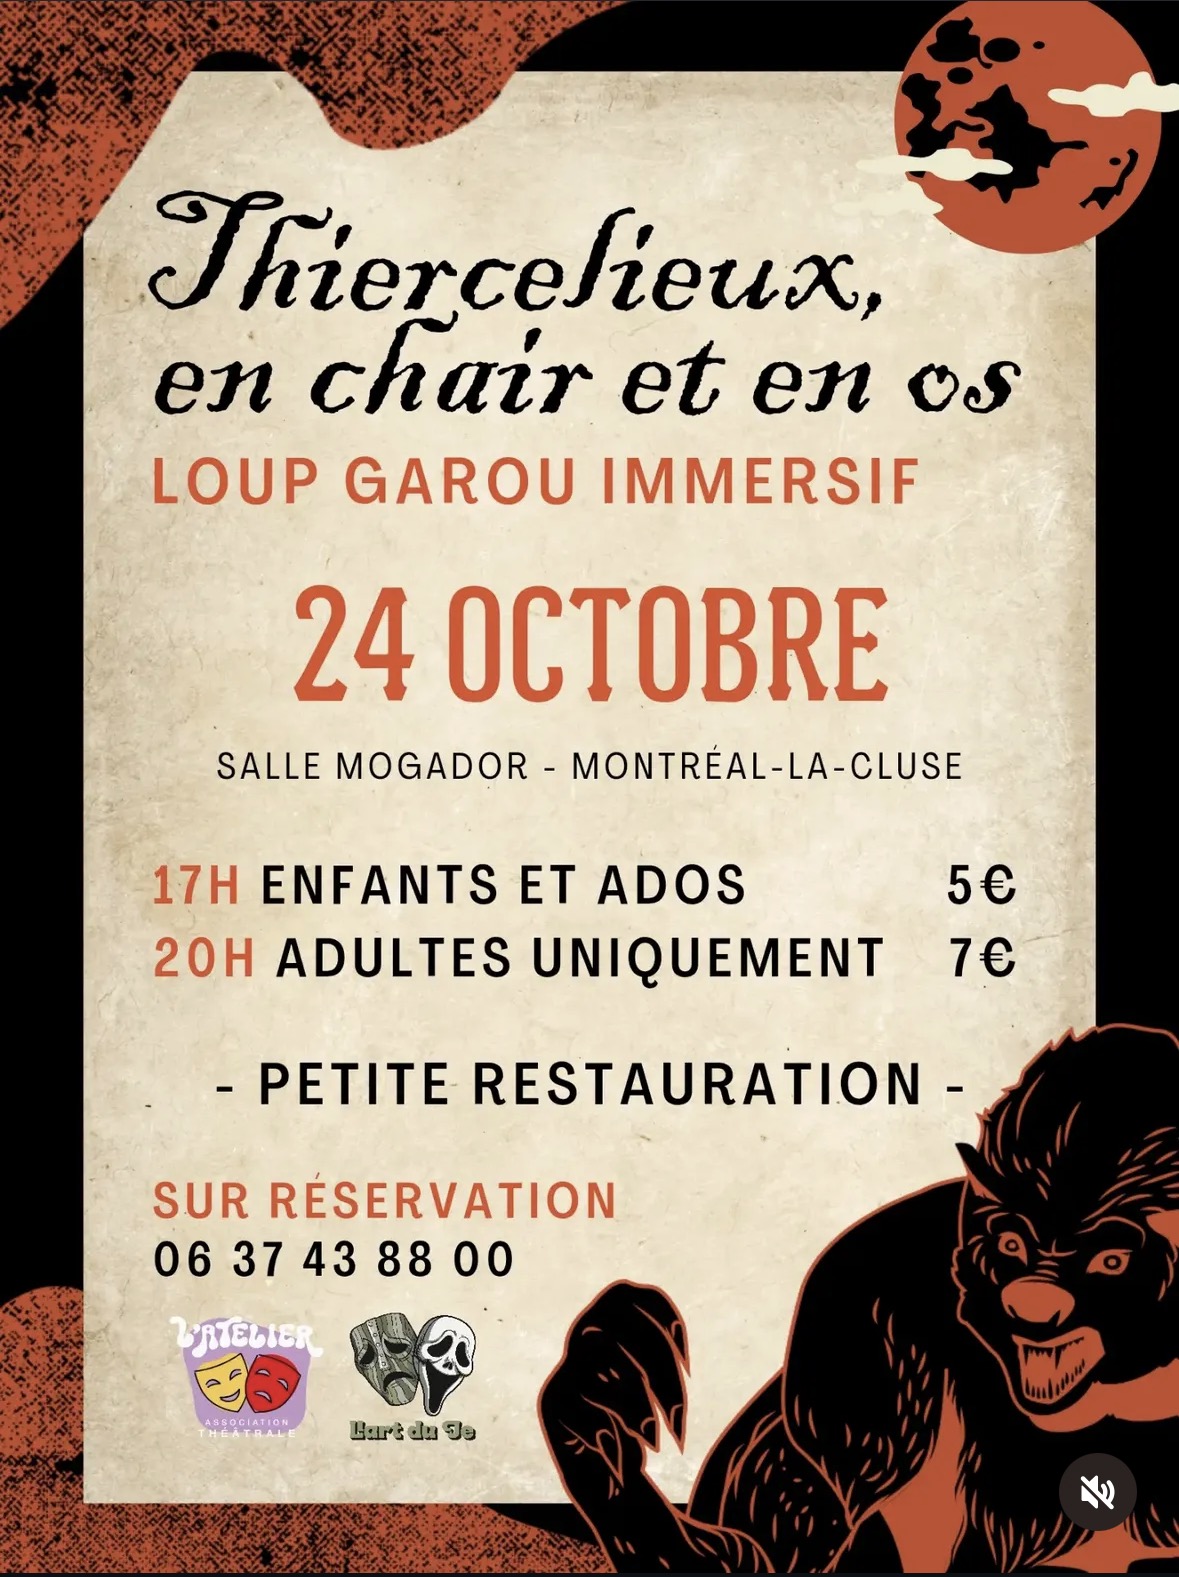 Thiercelieux,
en chair et en os
LOUP GAROU IMMERSIF
24 OCTOBRE
SALLE MOGADOR - MONTRÉAL-LA-CLUSE
17H ENFANTS ET ADOS 5€
20H ADULTES UNIQUEMENT 7€
- PETITE RESTAURATION -
SUR RÉSERVATION
06 37 43 88 00
L'ATELIER
ASSOCIATION
THÉÂTRALE
L'art du Je